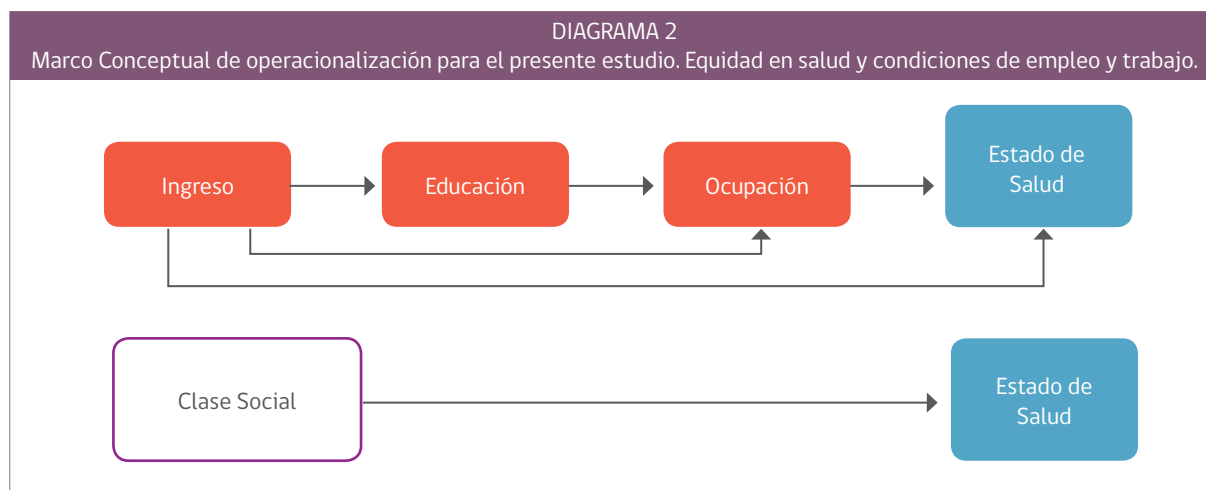 DIAGRAMA 2
Marco Conceptual de operacionalización para el presente estudio. Equidad en salud y condiciones de empleo y trabajo.
Ingreso
Educación
Ocupación
Estado de
Salud
Clase Social
Estado de
Salud